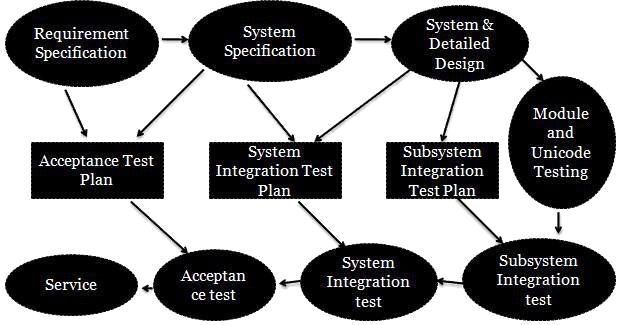 Requirement
Specification
System
Specification
System &
Detailed
Design
Module
and
Unicode
Testing
Acceptance Test
Plan
System
Integration Test
Plan
Subsystem
Integration
Test Plan
Service
Acceptan
ce test
System
Integration
test
Subsystem
Integration
test